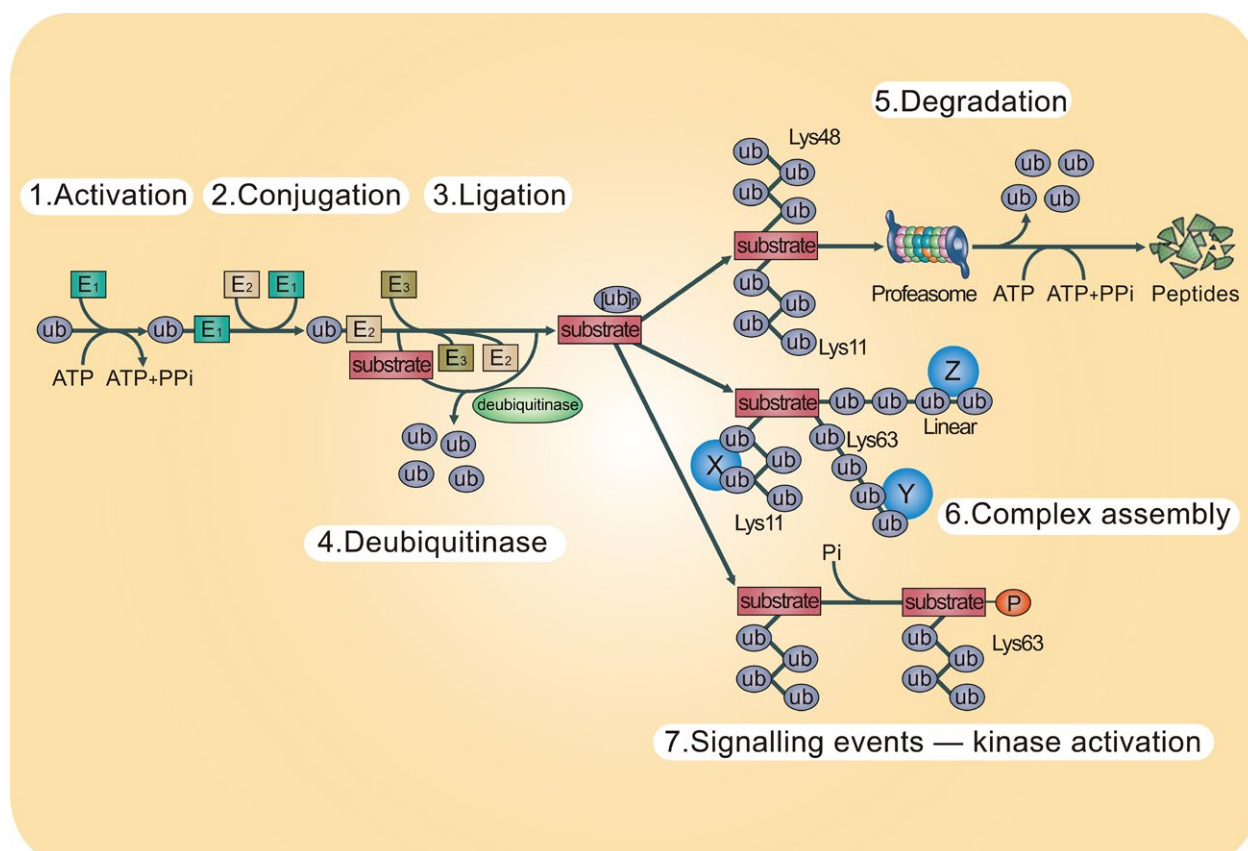 1.Activation
2.Conjugation
3.Ligation
5.Degradation
Lys48
ub
ub
ub
ub
substrate
ub
ub
ub
ub
Lys11
Profeasome
ub
ub
ub
ub
ATP
ATP+PPi
Peptides
E1
ub
ATP
ATP+PPi
ub
E1
E2
E1
ub
E2
E3
substrate
E3
E2
deubiquitinase
ub
ub
ub
ub
4.Deubiquitinase
[ub]n
substrate
substrate
ub
ub
ub
ub
Z
Linear
ub
ub
ub
ub
X
Lys11
Lys63
ub
ub
ub
ub
Y
6.Complex assembly
Pi
substrate
ub
ub
ub
ub
substrate
P
ub
ub
ub
ub
Lys63
7.Signalling events — kinase activation